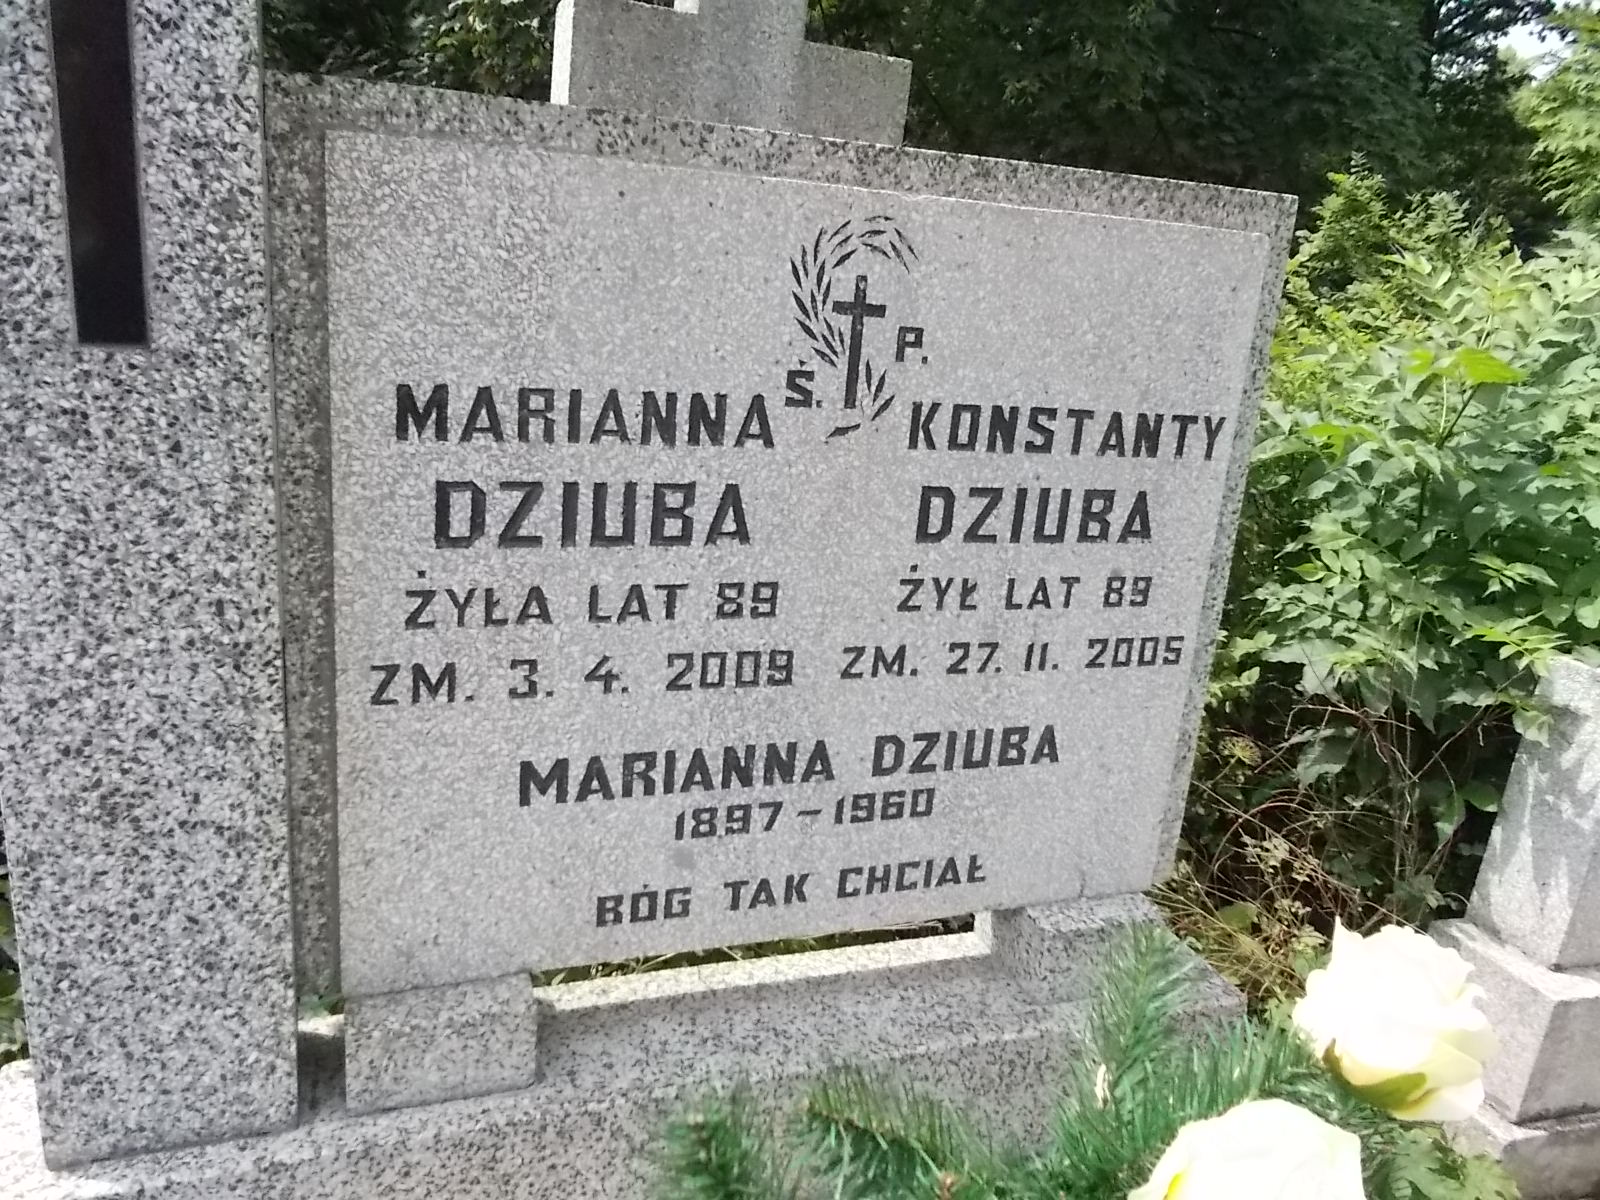 Ś. P.
MARIANNA KONSTANTY
DZIUBA DZIUBA
ŻYŁA LAT 89 ŻYŁ LAT 89
ZM. 3. 4. 2009 ZM. 27. 11. 2005
MARIANNA DZIUBA
1897-1960
BÓG TAK CHCIAŁ